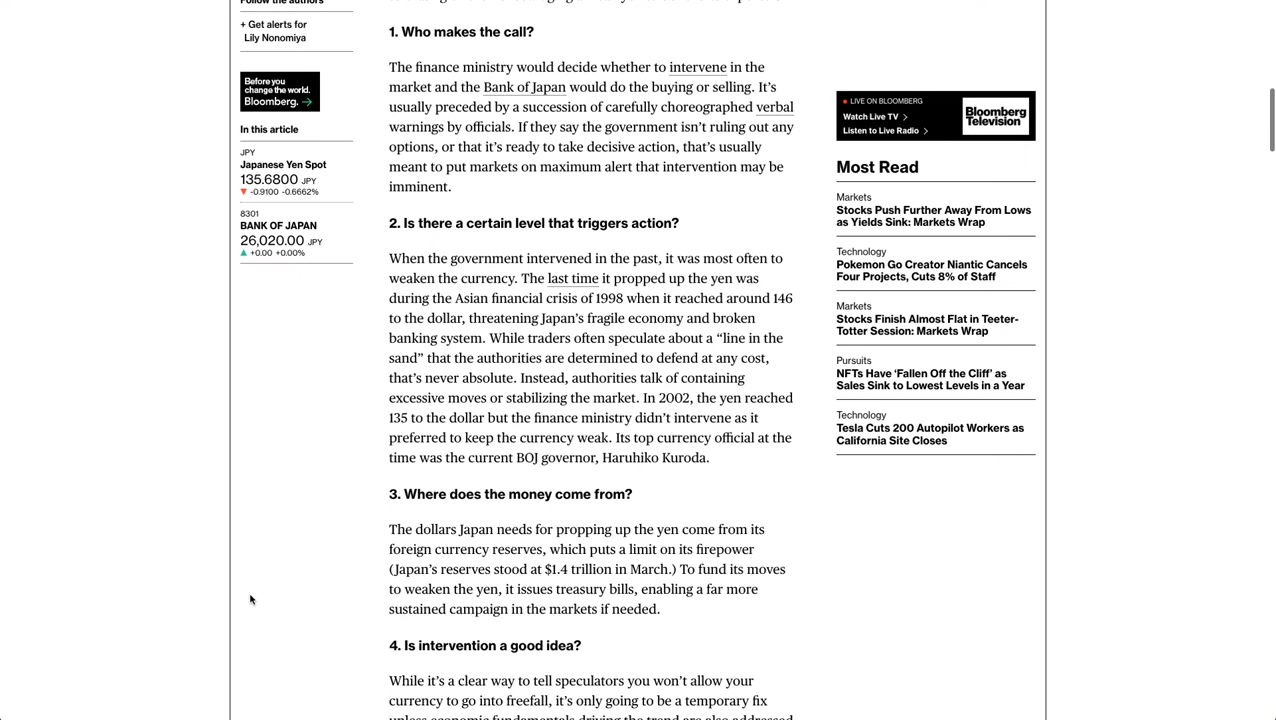 Follow the authors
+ Get alerts for
Lily Nonomiya
Before you
change the world.
Bloomberg. →
In this article
JPY
Japanese Yen Spot
135.6800 JPY
▼ -0.9100 -0.6662%
8301
BANK OF JAPAN
26,020.00 JPY
▲ +0.00 +0.00%
1. Who makes the call?
The finance ministry would decide whether to intervene in the
market and the Bank of Japan would do the buying or selling. It’s
usually preceded by a succession of carefully choreographed verbal
warnings by officials. If they say the government isn’t ruling out any
options, or that it’s ready to take decisive action, that’s usually
meant to put markets on maximum alert that intervention may be
imminent.
2. Is there a certain level that triggers action?
When the government intervened in the past, it was most often to
weaken the currency. The last time it propped up the yen was
during the Asian financial crisis of 1998 when it reached around 146
to the dollar, threatening Japan’s fragile economy and broken
banking system. While traders often speculate about a “line in the
sand” that the authorities are determined to defend at any cost,
that’s never absolute. Instead, authorities talk of containing
excessive moves or stabilizing the market. In 2002, the yen reached
135 to the dollar but the finance ministry didn’t intervene as it
preferred to keep the currency weak. Its top currency official at the
time was the current BOJ governor, Haruhiko Kuroda.
3. Where does the money come from?
The dollars Japan needs for propping up the yen come from its
foreign currency reserves, which puts a limit on its firepower
(Japan’s reserves stood at $1.4 trillion in March.) To fund its moves
to weaken the yen, it issues treasury bills, enabling a far more
sustained campaign in the markets if needed.
4. Is intervention a good idea?
While it’s a clear way to tell speculators you won’t allow your
currency to go into freefall, it’s only going to be a temporary fix
unless economic fundamentals driving the trend are also addressed
LIVE ON BLOOMBERG
Watch Live TV >
Listen to Live Radio >
Bloomberg
Television
Most Read
Markets
Stocks Push Further Away From Lows
as Yields Sink: Markets Wrap
Technology
Pokemon Go Creator Niantic Cancels
Four Projects, Cuts 8% of Staff
Markets
Stocks Finish Almost Flat in Teeter-
Totter Session: Markets Wrap
Pursuits
NFTs Have ‘Fallen Off the Cliff’ as
Sales Sink to Lowest Levels in a Year
Technology
Tesla Cuts 200 Autopilot Workers as
California Site Closes